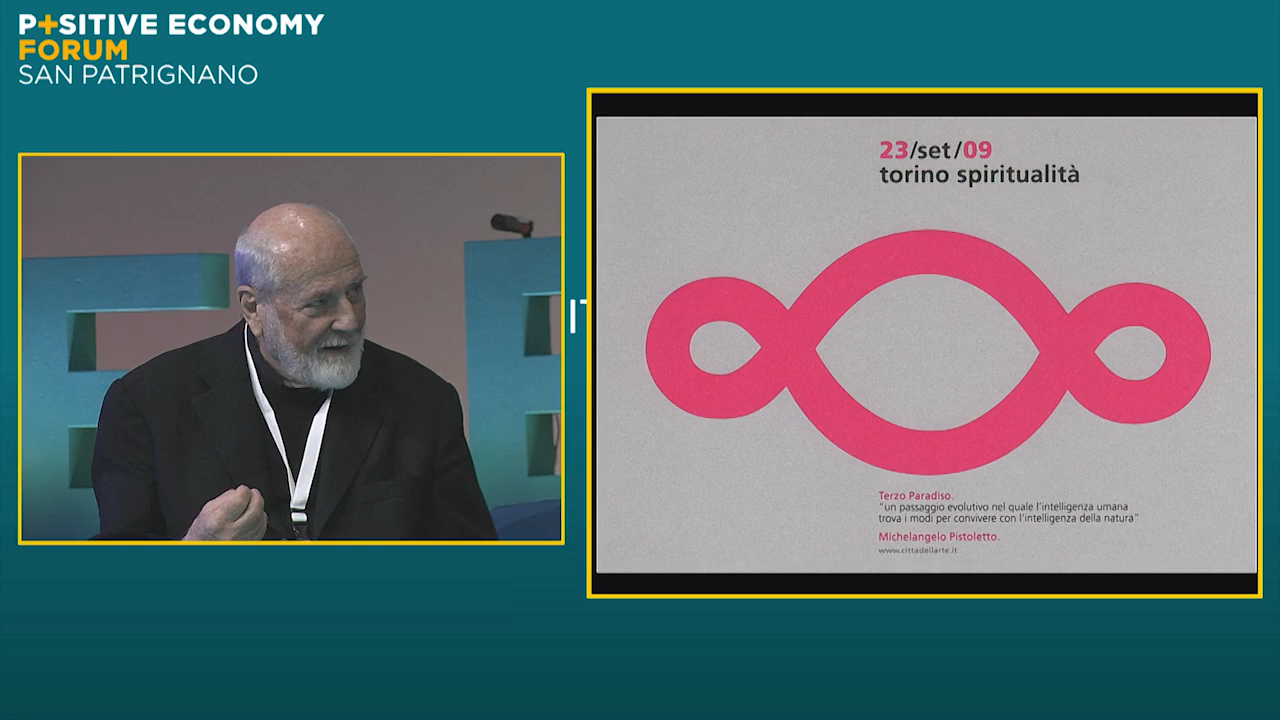 P+SITIVE ECONOMY
FORUM
SAN PATRIGNANO
23/set/09
torino spiritualità
Terzo Paradiso.
"un passaggio evolutivo nel quale l'intelligenza umana
trova i modi per convivere con l'intelligenza della natura"
Michelangelo Pistoletto.
www.cittadellarte.it